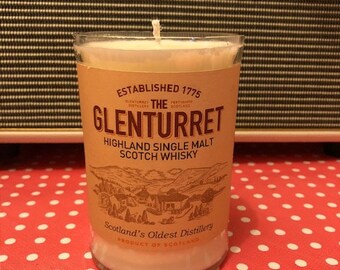 ESTABLISHED 1775
THE
GLENTURRET
HIGHLAND SINGLE MALT
SCOTCH WHISKY
Scotland's Oldest Distillery
PRODUCT OF SCOTLAND